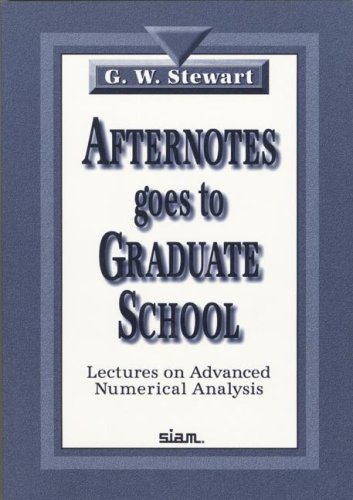 G. W. Stewart
AFTERNOTES
goes to
GRADUATE
SCHOOL
Lectures on Advanced
Numerical Analysis
siam.